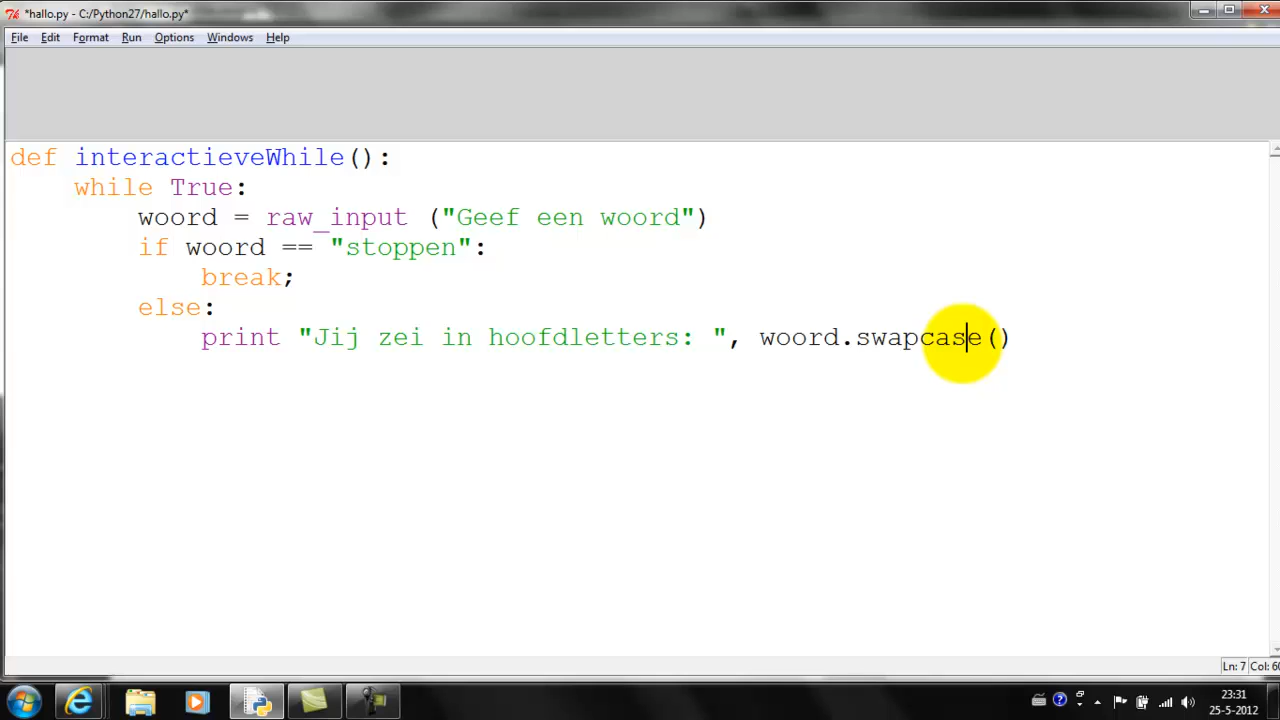 *hallo.py - C:/Python27/hallo.py*
File Edit Format Run Options Windows Help
def interactieveWhile():
    while True:
        woord = raw_input ("Geef een woord")
        if woord == "stoppen":
            break;
        else:
            print "Jij zei in hoofdletters: ", woord.swapcase()
Ln: 7 Col: 60
23:31
25-5-2012